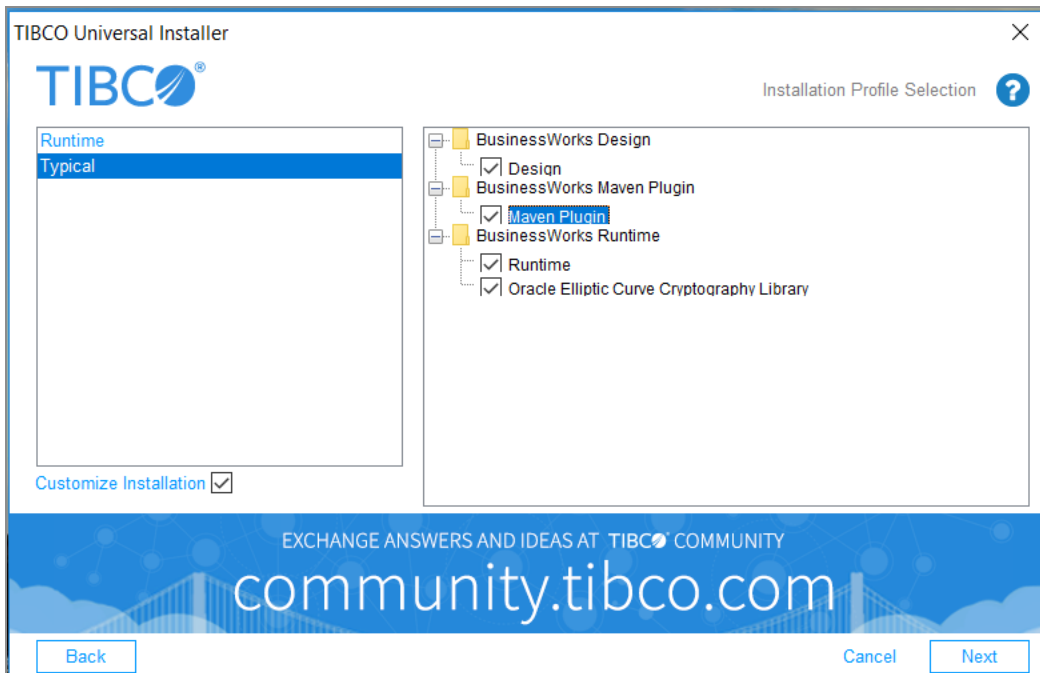 TIBCO Universal Installer
TIBCO®
Installation Profile Selection
?
Runtime
Typical
BusinessWorks Design
Design
BusinessWorks Maven Plugin
Maven Plugin
BusinessWorks Runtime
Runtime
Oracle Elliptic Curve Cryptography Library
Customize Installation
EXCHANGE ANSWERS AND IDEAS AT TIBCO® COMMUNITY
community.tibco.com
Back
Cancel
Next